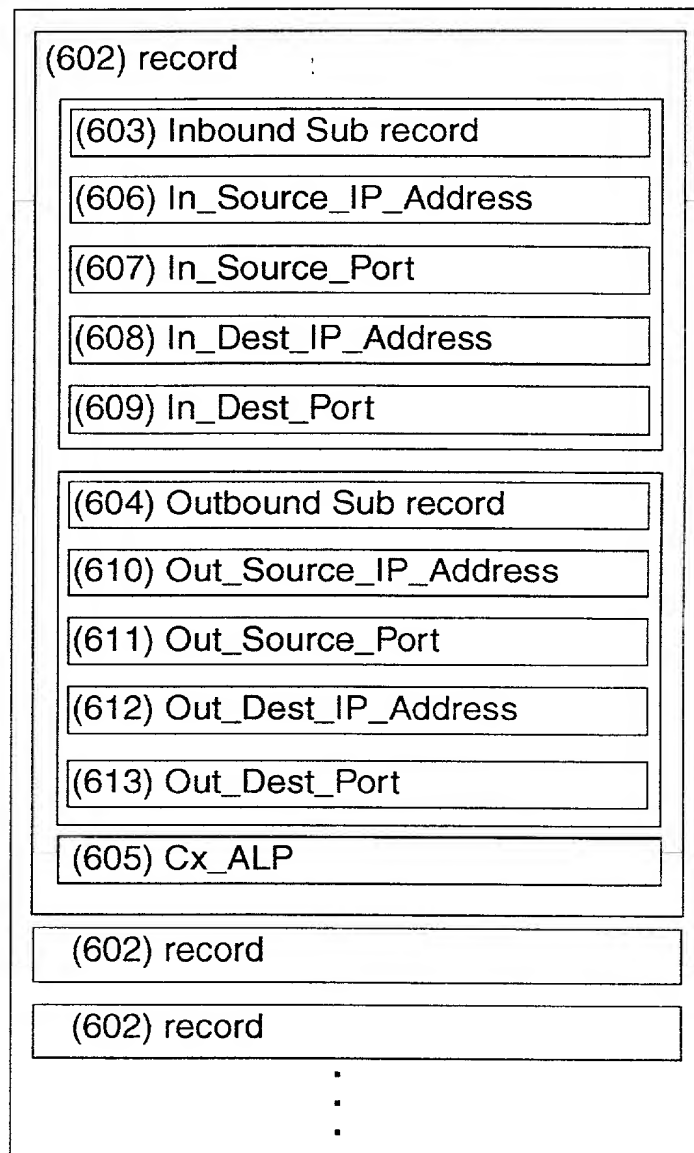 (602) record
(603) Inbound Sub record
(606) In_Source_IP_Address
(607) In_Source_Port
(608) In_Dest_IP_Address
(609) In_Dest_Port
(604) Outbound Sub record
(610) Out_Source_IP_Address
(611) Out_Source_Port
(612) Out_Dest_IP_Address
(613) Out_Dest_Port
(605) Cx_ALP
(602) record
(602) record